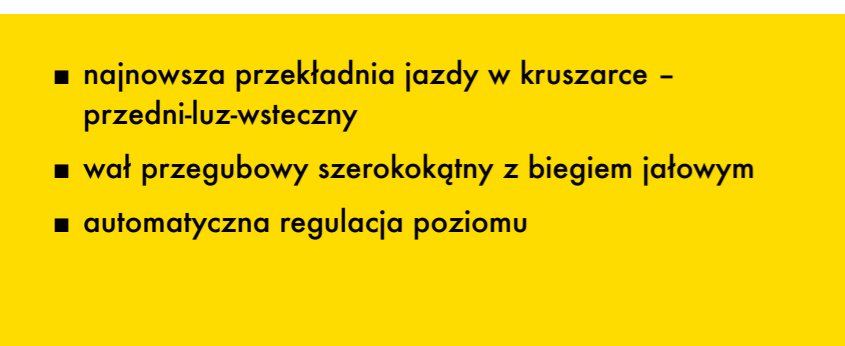 ▪ najnowsza przekładnia jazdy w kruszarce –
przedni-luz-wsteczny
▪ wał przegubowy szerokokątny z biegiem jałowym
▪ automatyczna regulacja poziomu